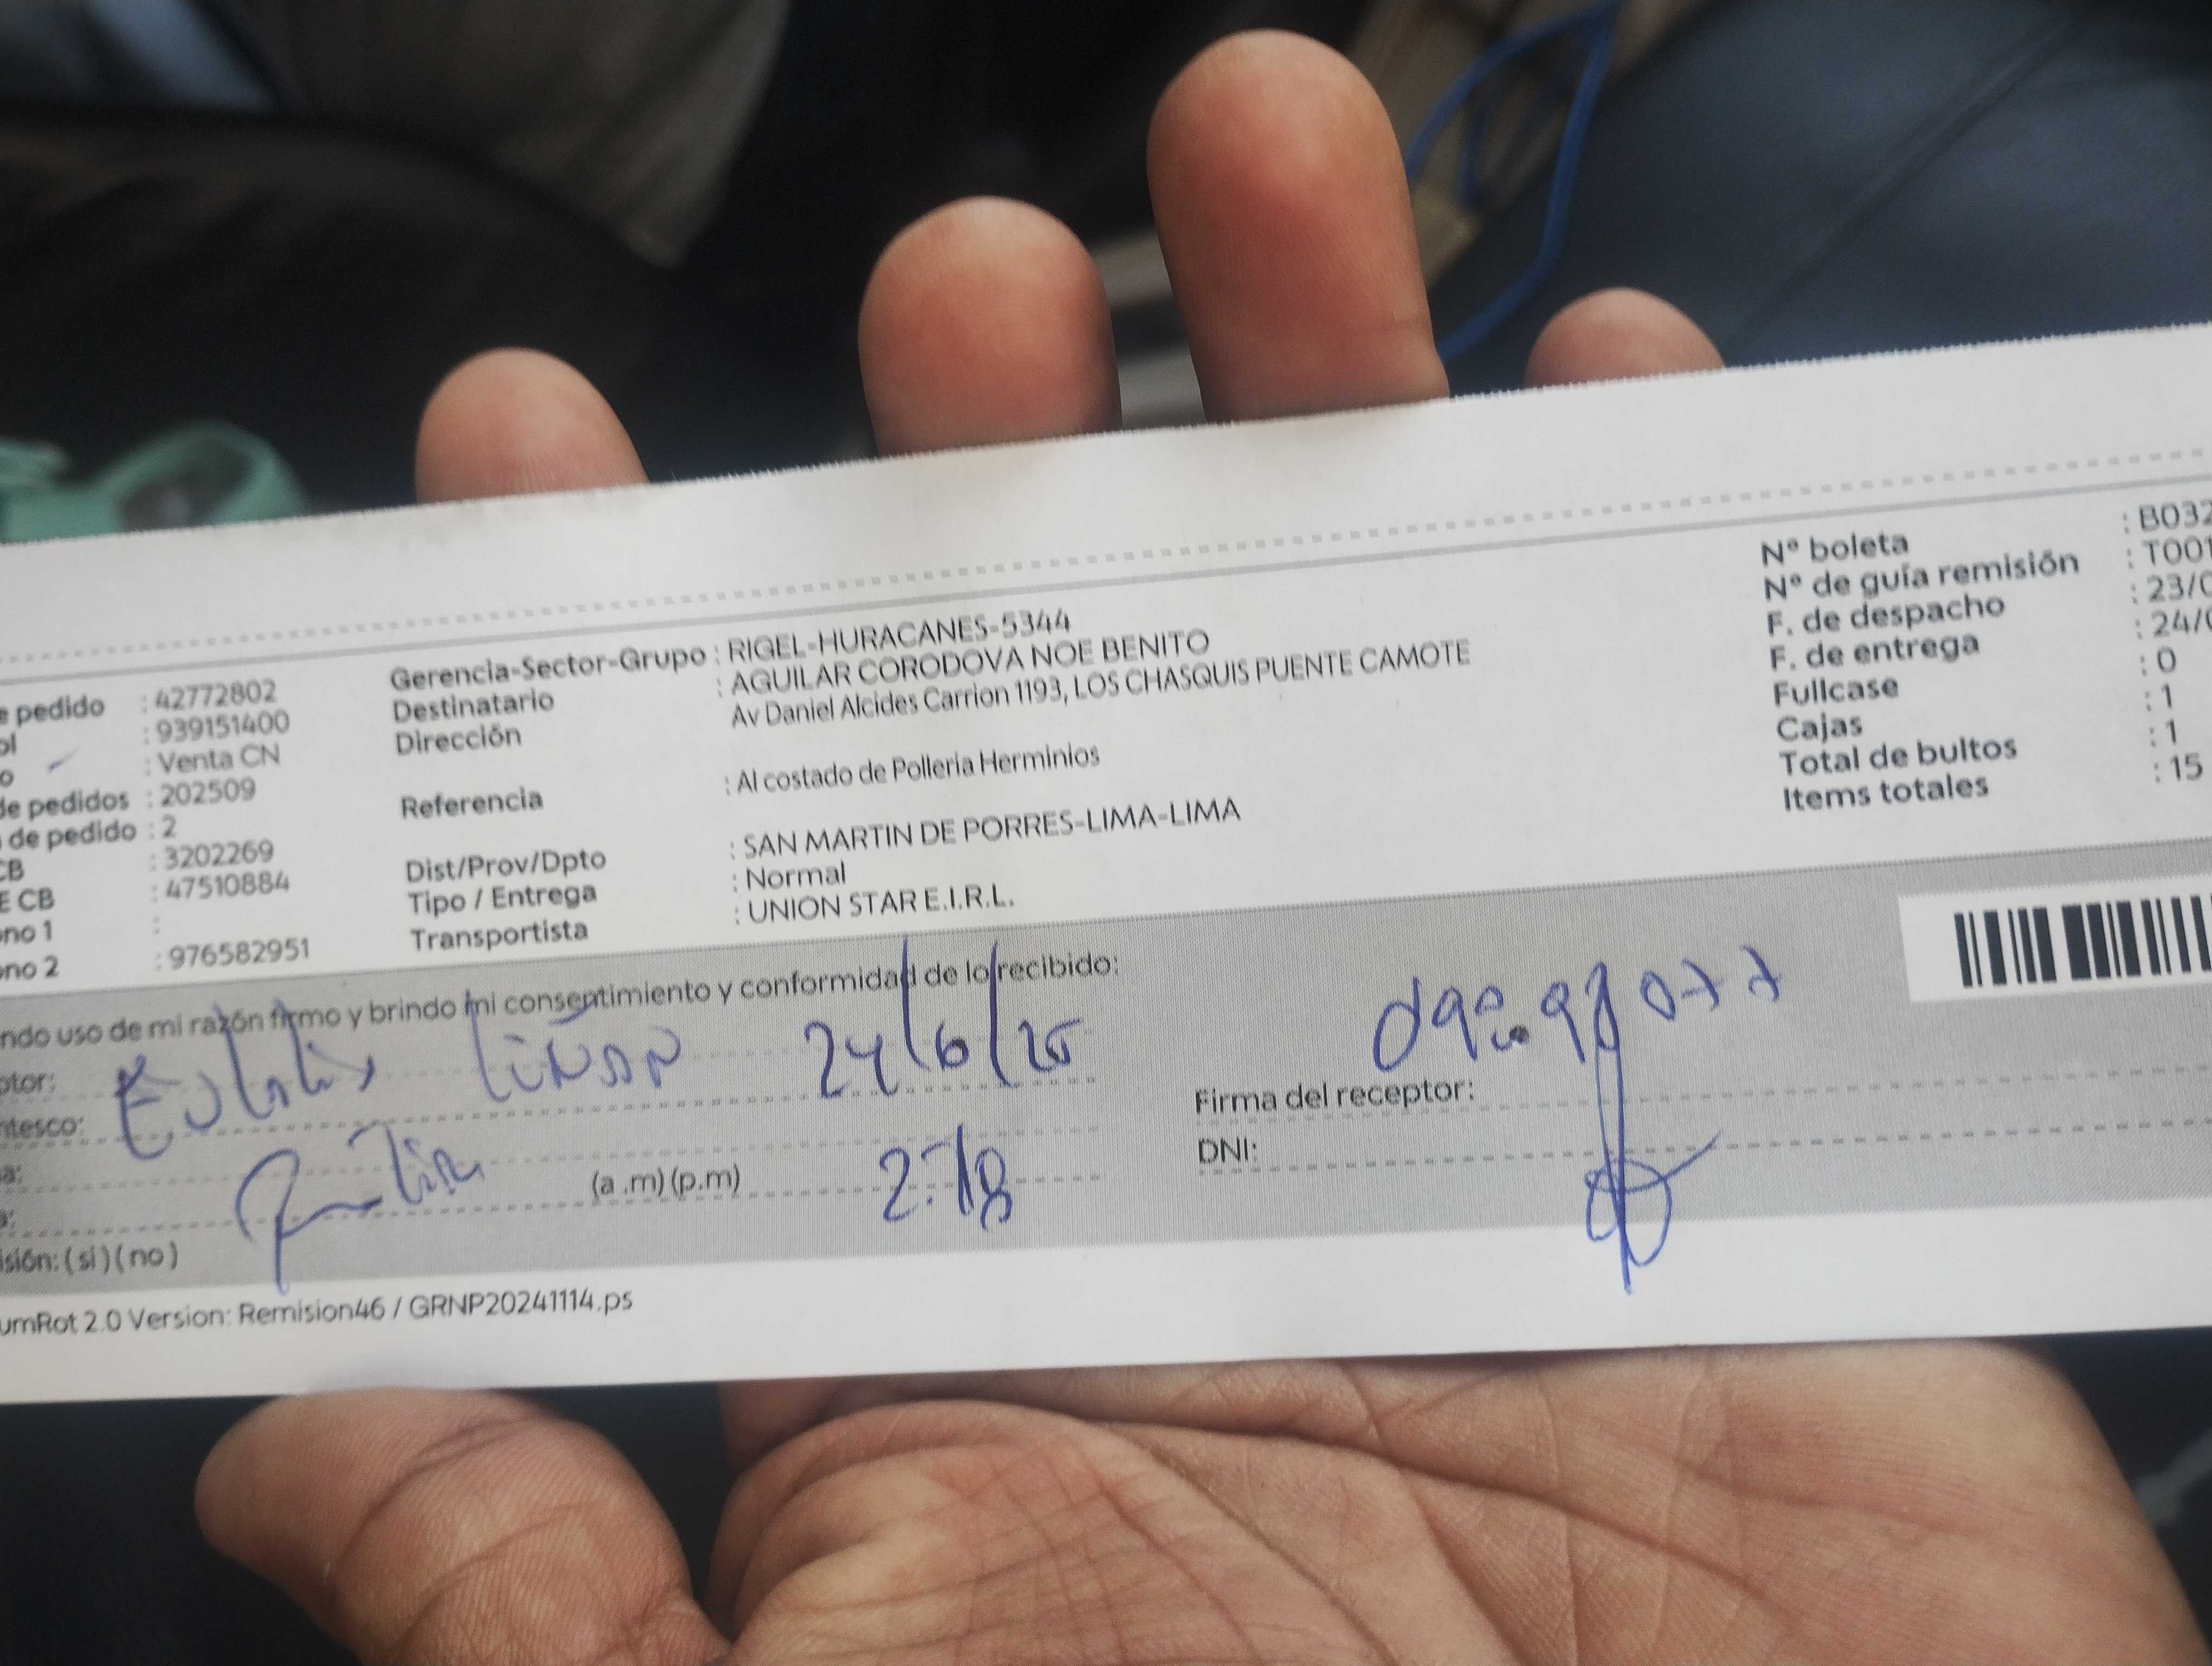 e pedido : 42772802
ol : 939151400
o : Venta CN
de pedidos : 202509
de pedido : 2
CB : 3202269
E CB : 47510884
ono 1 :
ono 2 : 976582951
Gerencia-Sector-Grupo : RIGEL-HURACANES-5344
Destinatario : AGUILAR CORODOVA NOE BENITO
Dirección Av Daniel Alcides Carrion 1193, LOS CHASQUIS PUENTE CAMOTE
Referencia : Al costado de Polleria Herminios
Dist/Prov/Dpto : SAN MARTIN DE PORRES-LIMA-LIMA
Tipo / Entrega : Normal
Transportista : UNION STAR E.I.R.L.
Nº boleta : B032
Nº de guía remisión : T001
F. de despacho : 23/0
F. de entrega : 24/0
Fullcase : 0
Cajas : 1
Total de bultos : 1
Items totales : 15
ndo uso de mi razón firmo y brindo mi consentimiento y conformidad de lo recibido:
ptor: 24/6/25
ntesco:
a:
a: (a .m) (p.m) 2:18
Firma del receptor:
DNI:
isión: (si) (no)
umRot 2.0 Version: Remision46 / GRNP20241114.ps